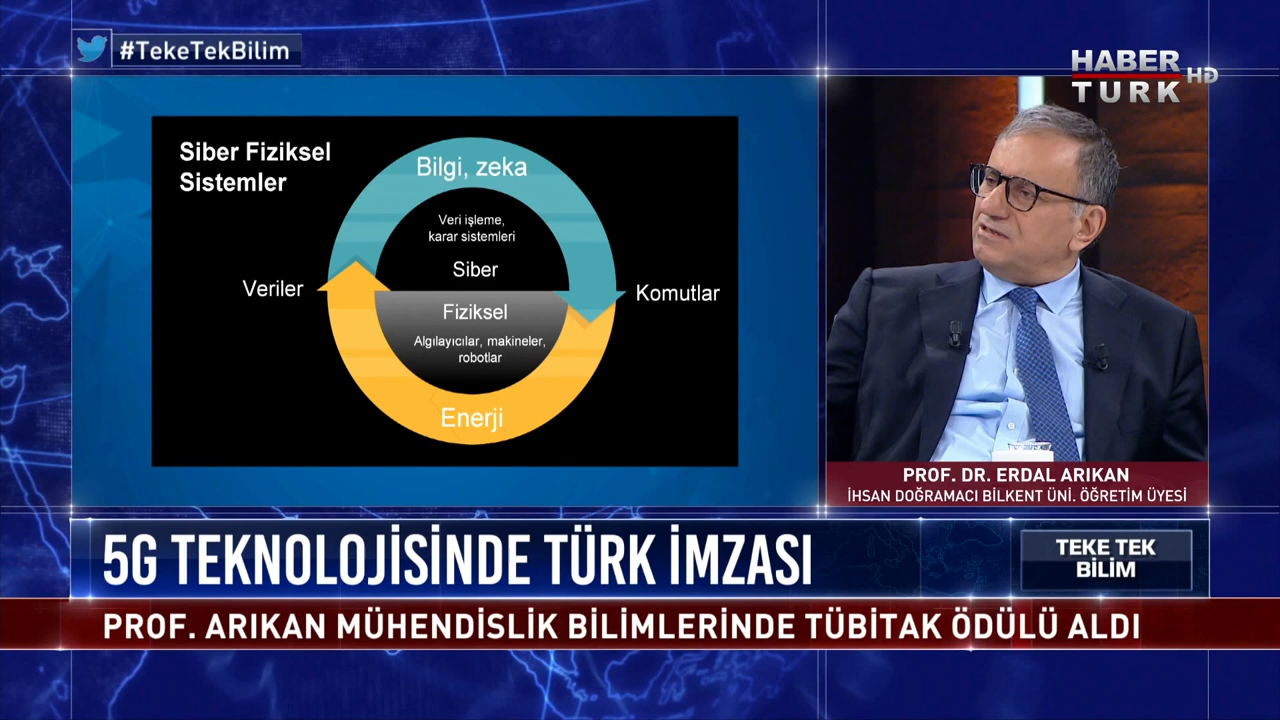 #TekeTekBilim
HABER
TURK HD
Siber Fiziksel
Sistemler
Bilgi, zeka
Veri işleme,
karar sistemleri
Siber
Veriler
Komutlar
Fiziksel
Algılayıcılar, makineler,
robotlar
Enerji
PROF. DR. ERDAL ARIKAN
İHSAN DOĞRAMACI BİLKENT ÜNİ. ÖĞRETİM ÜYESİ
5G TEKNOLOJİSİNDE TÜRK İMZASI
TEKE TEK
BİLİM
PROF. ARIKAN MÜHENDİSLİK BİLİMLERİNDE TÜBİTAK ÖDÜLÜ ALDI